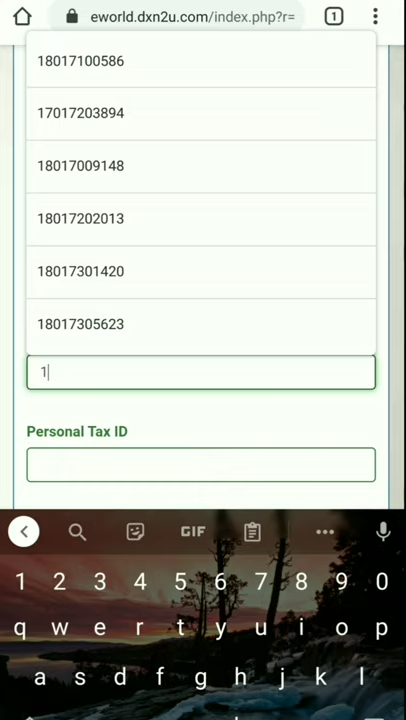 eworld.dxn2u.com/index.php?r=
1
18017100586
17017203894
18017009148
18017202013
18017301420
18017305623
1
Personal Tax ID
GIF
1 2 3 4 5 6 7 8 9 0
q w e r t y u i o p
a s d f g h j k l